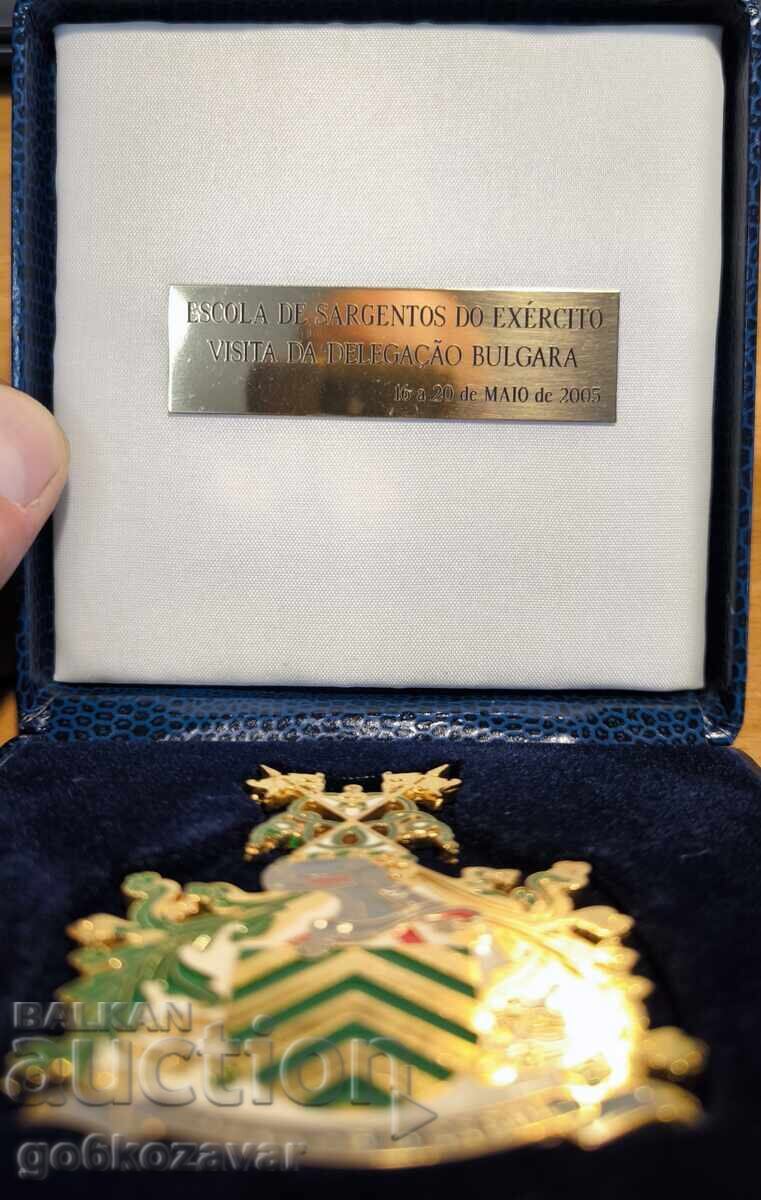 ESCOLA DE SARGENTOS DO EXÉRCITO
VISITA DA DELEGAÇÃO BULGARA
16 a 20 de MAIO de 2005
BALKAN
auction
go6kozavar